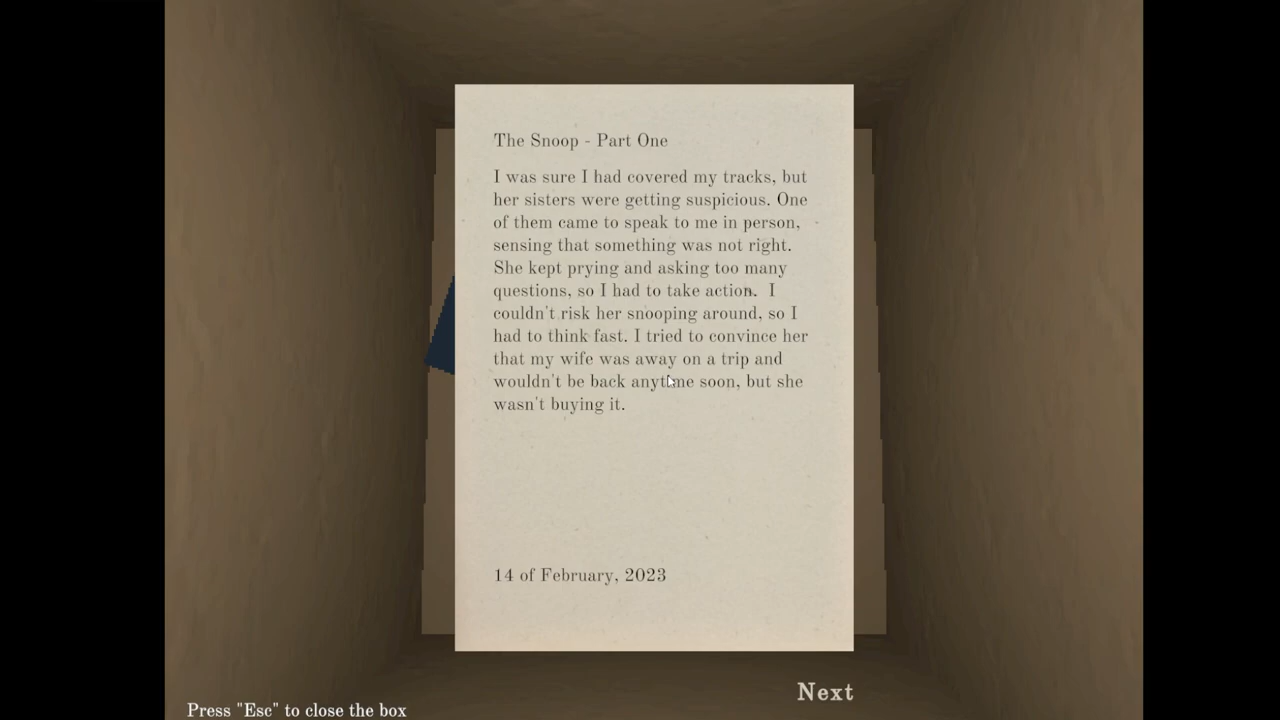 The Snoop - Part One
I was sure I had covered my tracks, but
her sisters were getting suspicious. One
of them came to speak to me in person,
sensing that something was not right.
She kept prying and asking too many
questions, so I had to take action.  I
couldn't risk her snooping around, so I
had to think fast. I tried to convince her
that my wife was away on a trip and
wouldn't be back anytime soon, but she
wasn't buying it.
14 of February, 2023
Next
Press "Esc" to close the box